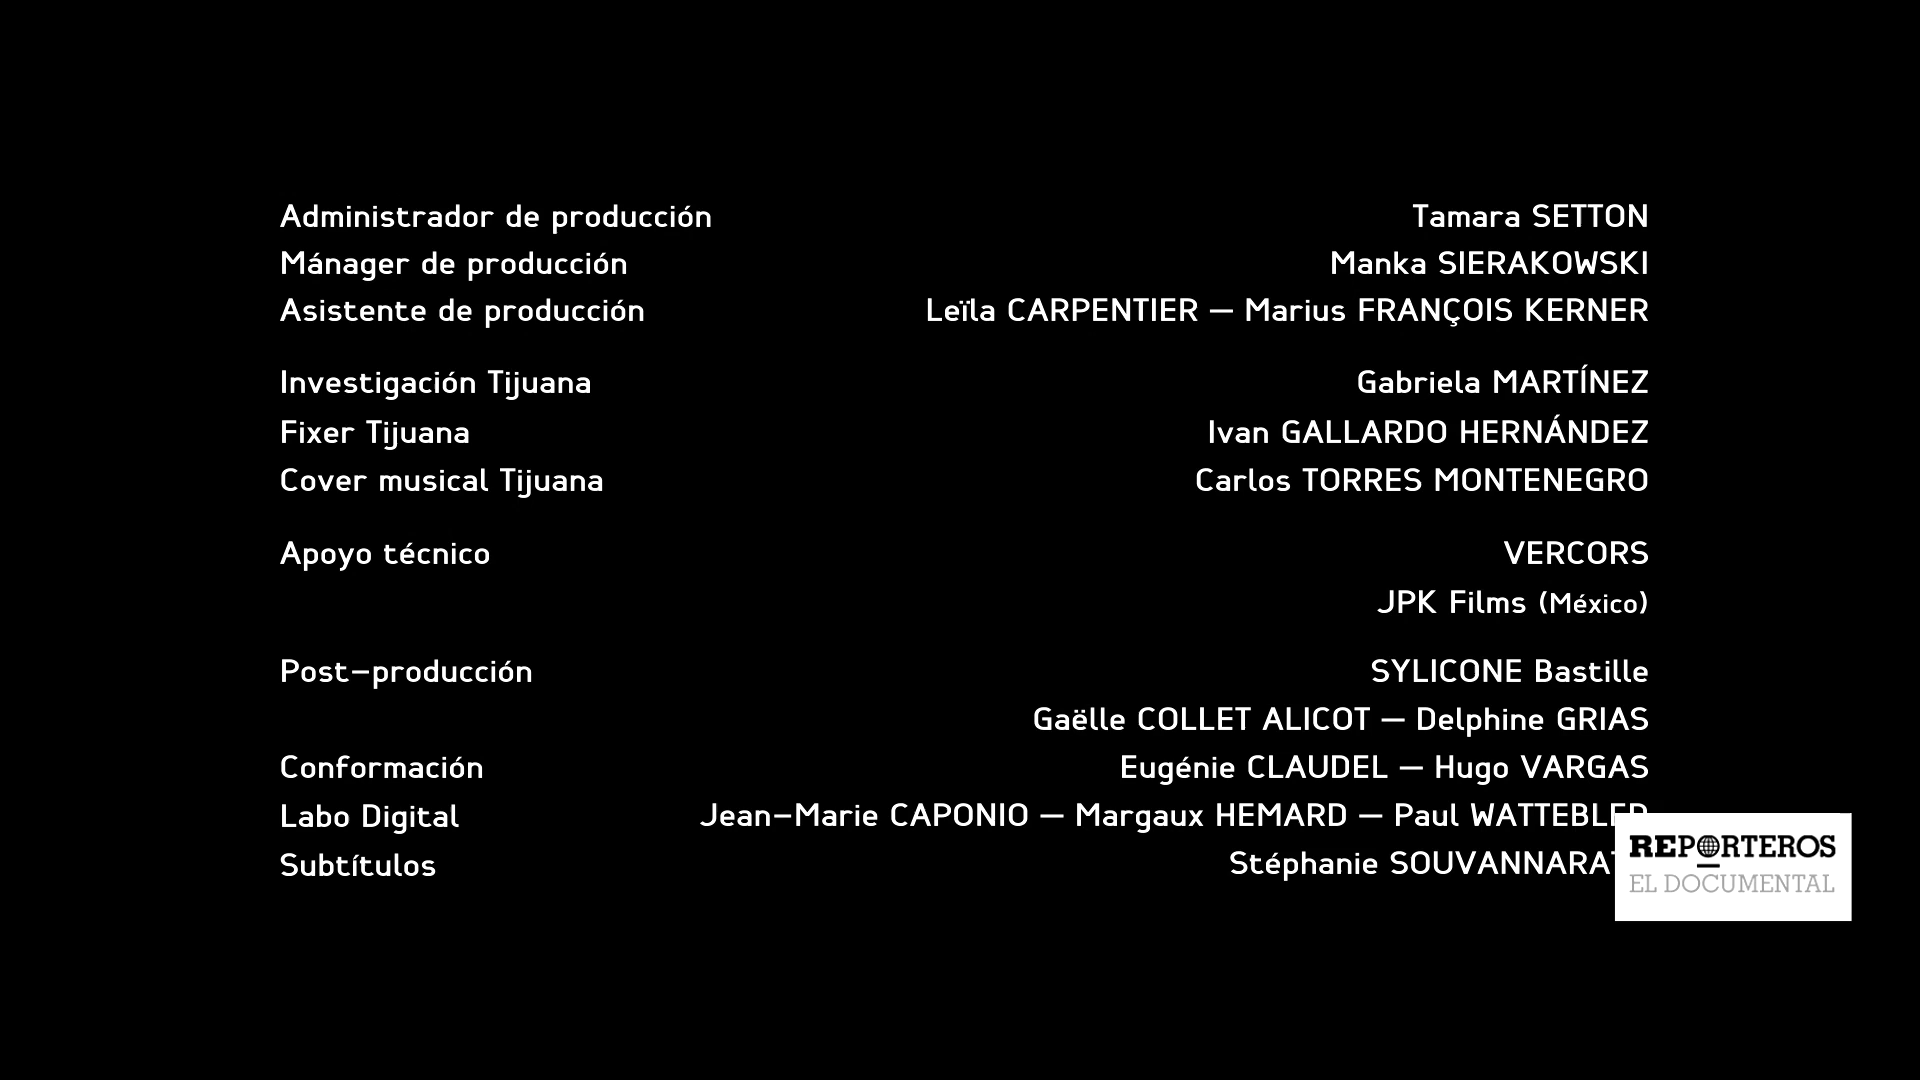 Administrador de producción Tamara SETTON
Mánager de producción Manka SIERAKOWSKI
Asistente de producción Leïla CARPENTIER — Marius FRANÇOIS KERNER
Investigación Tijuana Gabriela MARTÍNEZ
Fixer Tijuana Ivan GALLARDO HERNÁNDEZ
Cover musical Tijuana Carlos TORRES MONTENEGRO
Apoyo técnico VERCORS
JPK Films (México)
Post-producción SYLICONE Bastille
Gaëlle COLLET ALICOT — Delphine GRIAS
Conformación Eugénie CLAUDEL — Hugo VARGAS
Labo Digital Jean-Marie CAPONIO — Margaux HEMARD — Paul
Subtítulos Stéphanie
REPORTEROS
EL DOCUMENTAL